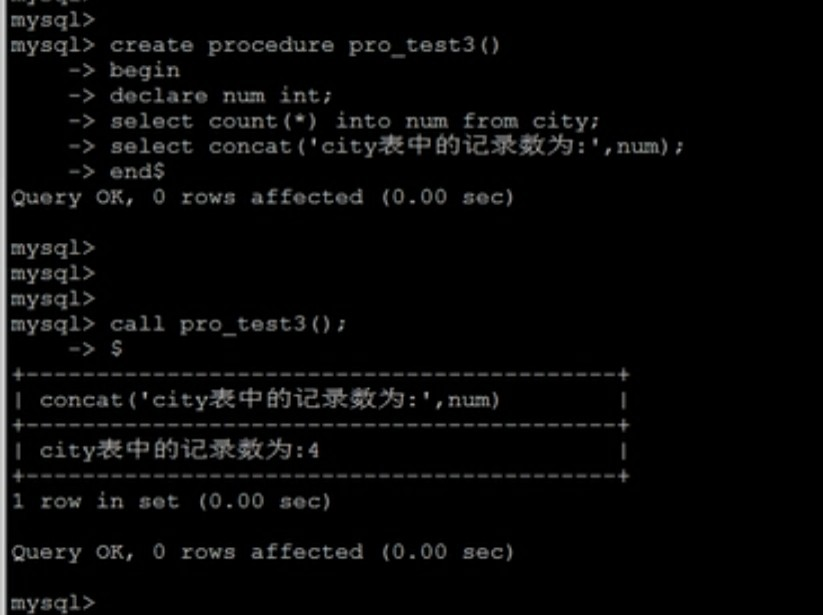 mysql>
mysql> create procedure pro_test3()
    -> begin
    -> declare num int;
    -> select count(*) into num from city;
    -> select concat('city表中的记录数为:',num);
    -> end$
Query OK, 0 rows affected (0.00 sec)
mysql>
mysql>
mysql>
mysql> call pro_test3();
    -> $
+-------------------------------------------+
| concat('city表中的记录数为:',num)          |
+-------------------------------------------+
| city表中的记录数为:4                       |
+-------------------------------------------+
1 row in set (0.00 sec)
Query OK, 0 rows affected (0.00 sec)
mysql>